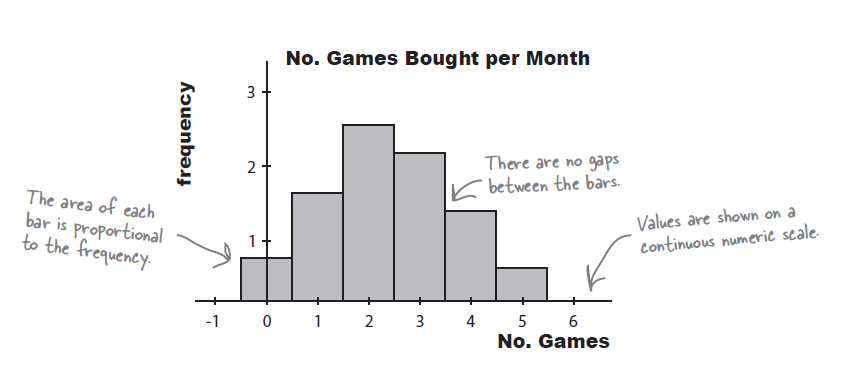 No. Games Bought per Month
frequency
3
2
1
There are no gaps
between the bars.
The area of each
bar is proportional
to the frequency.
Values are shown on a
continuous numeric scale.
-1 0 1 2 3 4 5 6
No. Games